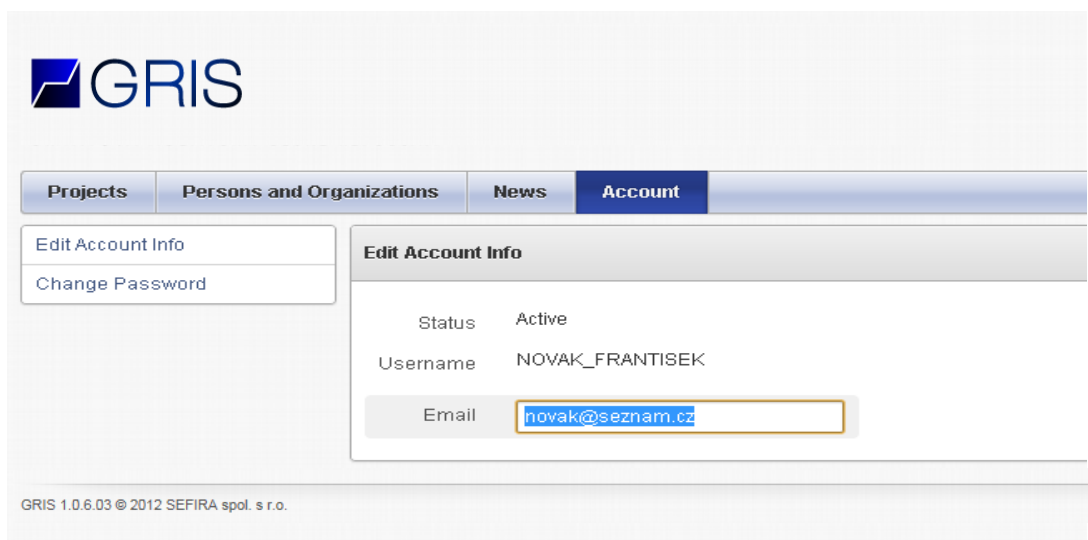 GRIS
Projects Persons and Organizations News Account
Edit Account Info
Change Password
Edit Account Info
Status Active
Username NOVAK_FRANTISEK
Email novak@seznam.cz
GRIS 1.0.6.03 © 2012 SEFIRA spol. s r.o.